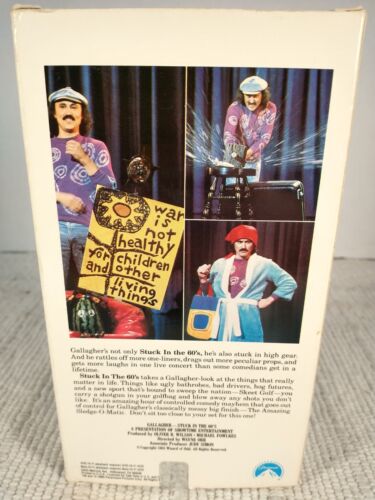 war
is
not
healthy
for children
and other
living
things
Gallagher's not only Stuck In the 60's, he's also stuck in high gear.
And he rattles off more one-liners, drags out more peculiar props, and
gets more laughs in one live concert than some comedians get in a
lifetime.
Stuck In The 60's takes a Gallagher-look at the things that really
matter in life. Things like ugly bathrobes, bad drivers, hog futures,
and a new sport that's bound to sweep the nation—Skeet Golf—you
carry a shotgun in your golfbag and blow away any shots you don't
like! It's an amazing hour of controlled comedy mayhem that goes out
of control for Gallagher's classically messy big finish—The Amazing
Sledge-O-Matic. Don't sit too close to your TV for this one!
GALLAGHER — STUCK IN THE 60'S
A PRESENTATION OF SHOWTIME ENTERTAINMENT
Produced by
Directed by WAYNE ORR
Associate Producer JUDE SIMON